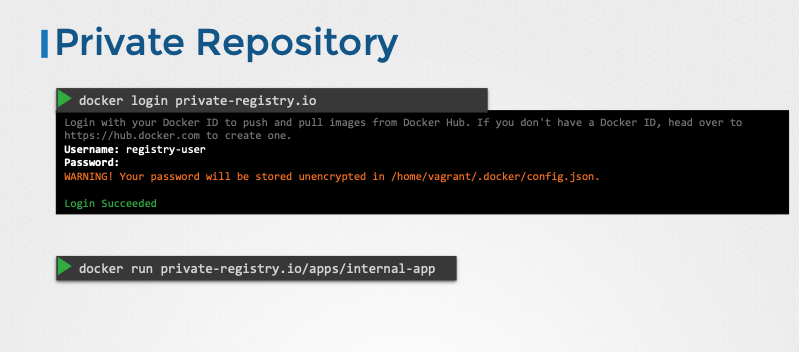 Private Repository
docker login private-registry.io
Login with your Docker ID to push and pull images from Docker Hub. If you don't have a Docker ID, head over to
https://hub.docker.com to create one.
Username: registry-user
Password:
WARNING! Your password will be stored unencrypted in /home/vagrant/.docker/config.json.
Login Succeeded
docker run private-registry.io/apps/internal-app